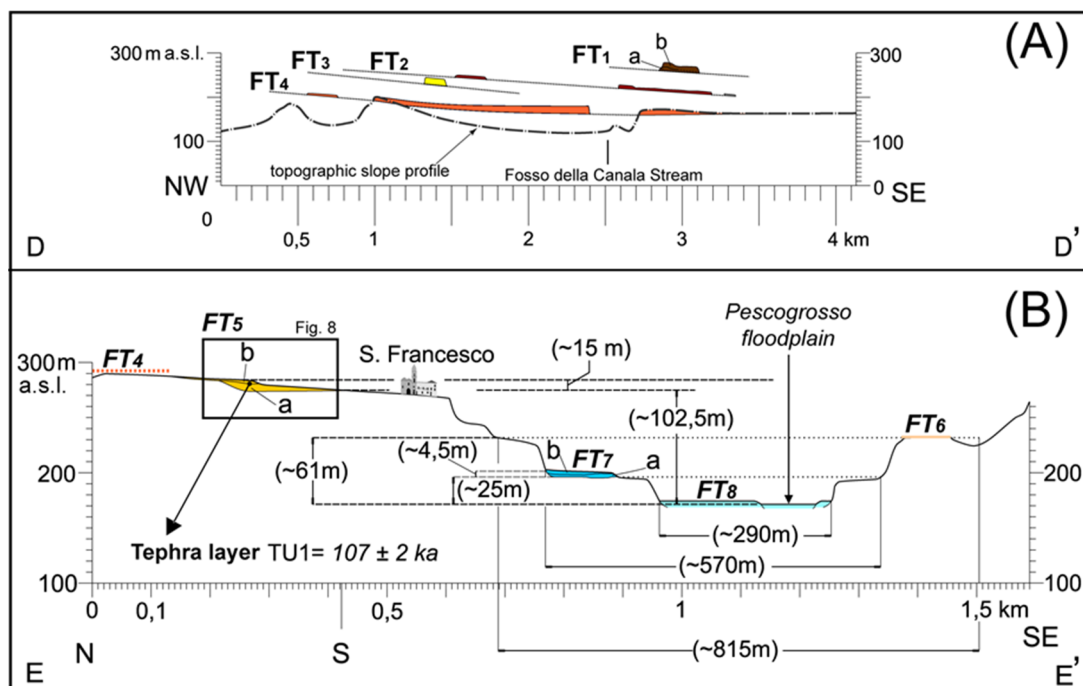 (A)
300 m a.s.l.
FT3
FT2
FT4
FT1
a
b
300
100
100
topographic slope profile
Fosso della Canala Stream
NW
0
SE
0
0,5
1
2
3
4 km
D
D'
(B)
Pescogrosso
floodplain
FT5
Fig. 8
FT4
b
a
S. Francesco
(~15 m)
300 m
a.s.l.
(~102,5m)
FT6
(~4,5m)
b
FT7
a
(~61m)
200
200
(~25m)
FT8
(~290m)
Tephra layer TU1= 107 ± 2 ka
(~570m)
100
100
0
0,1
0,5
1
1,5 km
N
S
SE
(~815m)
E
E'